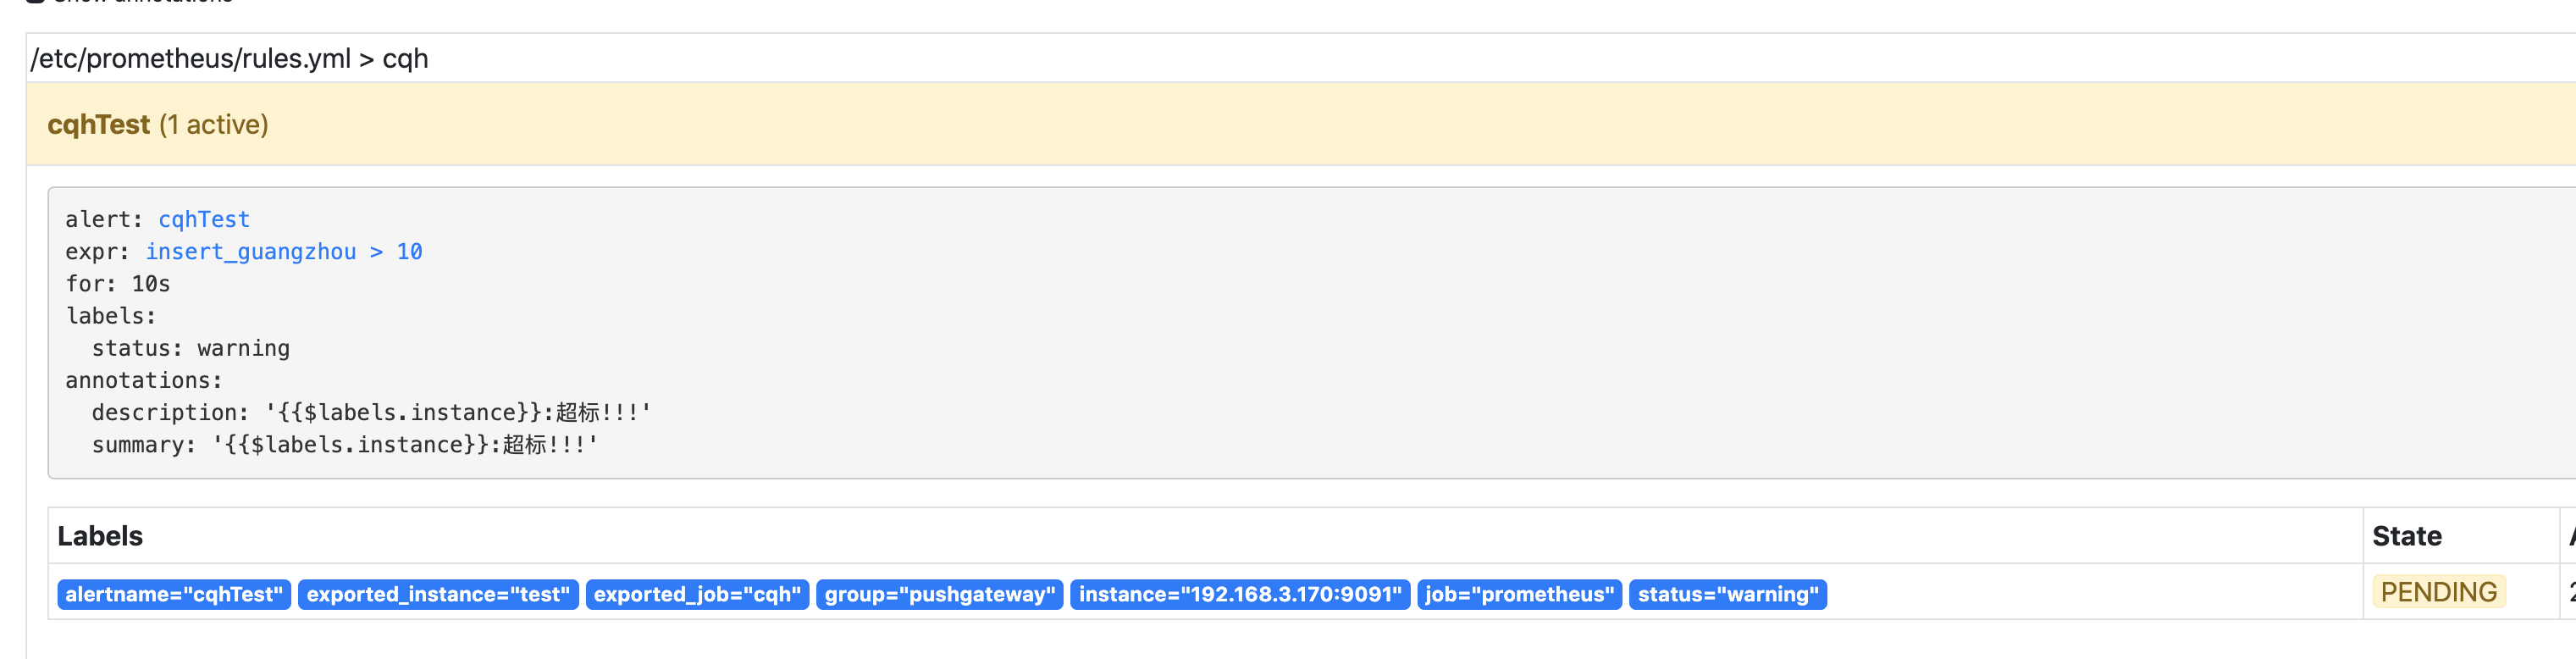 /etc/prometheus/rules.yml > cqh
cqhTest (1 active)
alert: cqhTest
expr: insert_guangzhou > 10
for: 10s
labels:
  status: warning
annotations:
  description: '{{$labels.instance}}:超标!!!'
  summary: '{{$labels.instance}}:超标!!!'
Labels State
alertname="cqhTest" exported_instance="test" exported_job="cqh" group="pushgateway" instance="192.168.3.170:9091" job="prometheus" status="warning" PENDING